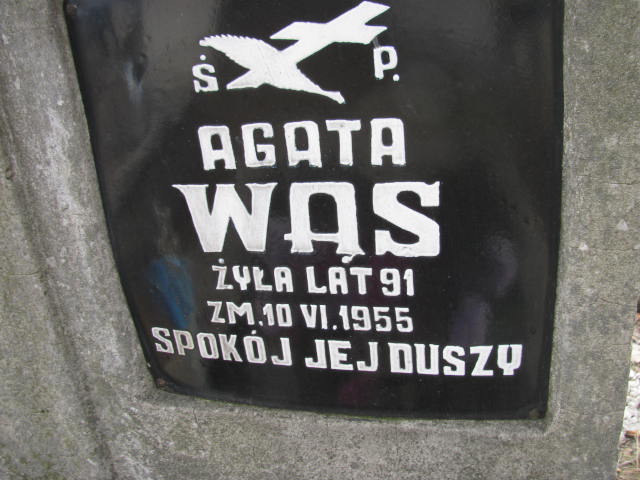 Ś P.
AGATA
WĄS
ŻYŁA LAT 91
ZM. 10 VI. 1955
SPOKÓJ JEJ DUSZY